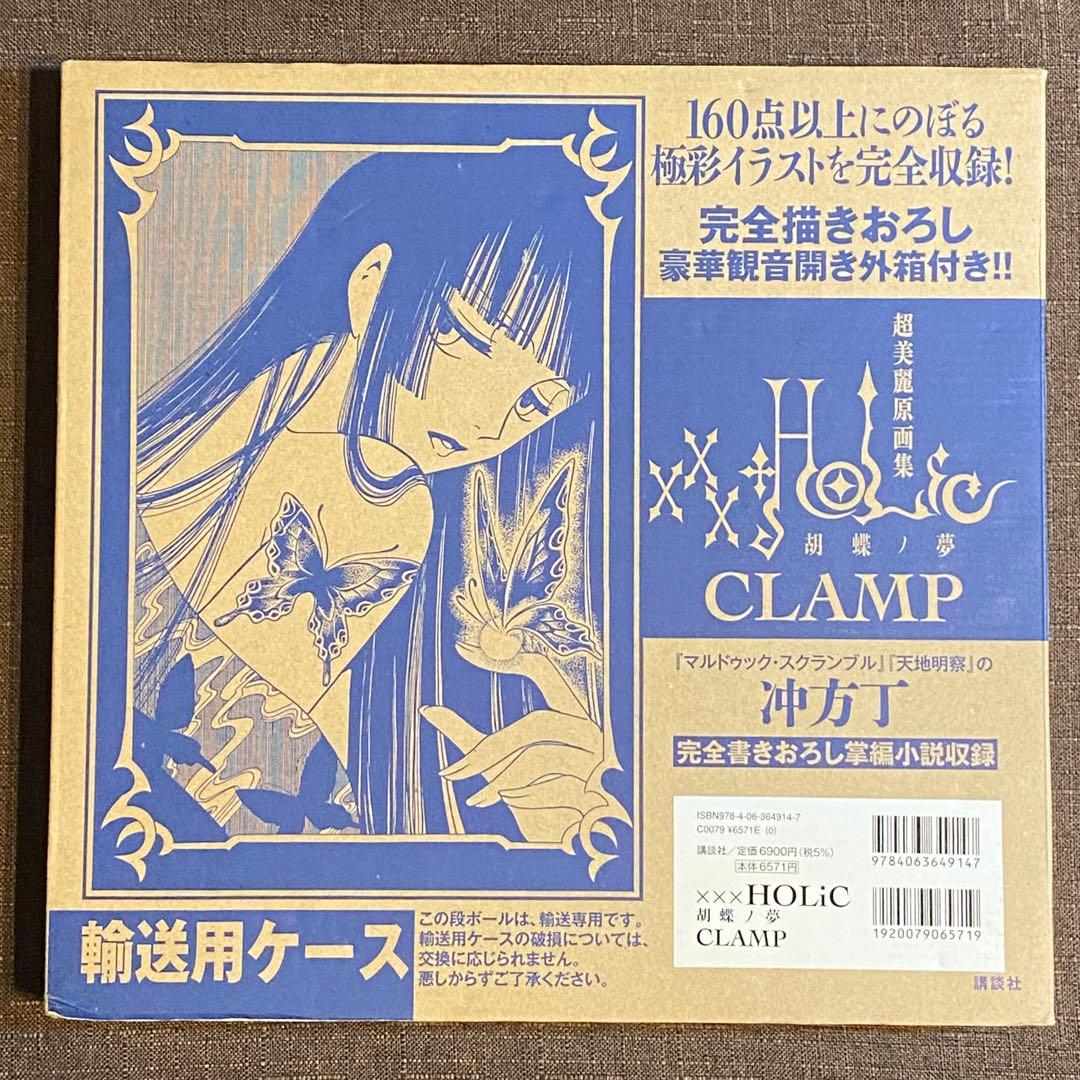 160点以上にのぼる
極彩イラストを完全収録!
完全描きおろし
豪華観音開き外箱付き!!
超美麗原画集
×××HOLiC
胡蝶ノ夢
CLAMP
『マルドゥック・スクランブル』『天地明察』の
冲方丁
完全書きおろし掌編小説収録
ISBN978-4-06-364914-7
C0079 ¥6571E (0)
講談社/定価6900円(税5%)
本体6571円
9784063649147
×××HOLiC
胡蝶ノ夢
CLAMP
1920079065719
輸送用ケース
この段ボールは、輸送専用です。
輸送用ケースの破損については、
交換に応じられません。
悪しからずご了承ください。
講談社